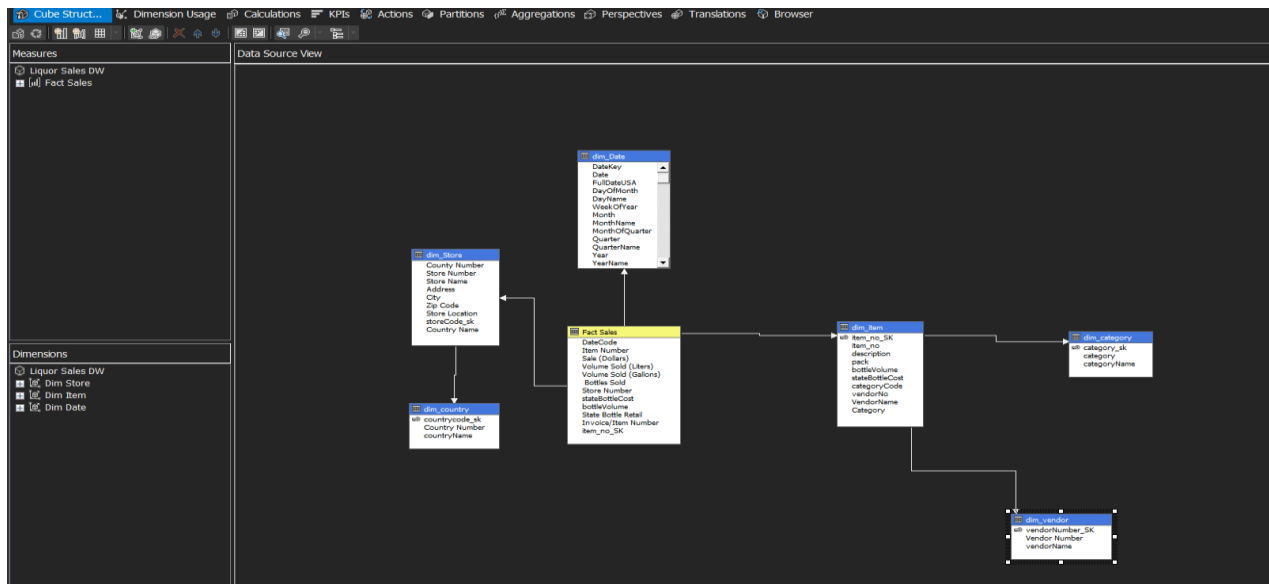 Cube Struct... Dimension Usage Calculations KPIs Actions Partitions Aggregations Perspectives Translations Browser
Measures
Liquor Sales DW
Fact Sales
Dimensions
Liquor Sales DW
Dim Store
Dim Item
Dim Date
Data Source View
dim_Date
DateKey
Date
FullDateUSA
DayOfMonth
DayName
WeekOfYear
Month
MonthName
MonthOfQuarter
Quarter
QuarterName
Year
YearName
dim_Store
County Number
Store Number
Store Name
Address
City
Zip Code
Store Location
storeCode_sk
Country Name
dim_country
countrycode_sk
Country Number
countryName
Fact Sales
DateCode
Item Number
Sale (Dollars)
Volume Sold (Liters)
Volume Sold (Gallons)
Bottles Sold
Store Number
stateBottleCost
bottleVolume
State Bottle Retail
Invoice/Item Number
item_no_SK
dim_Item
item_no_SK
item_no
description
pack
bottleVolume
stateBottleCost
categoryCode
vendorNo
VendorName
Category
dim_category
category_sk
category
categoryName
dim_vendor
vendorNumber_SK
Vendor Number
vendorName